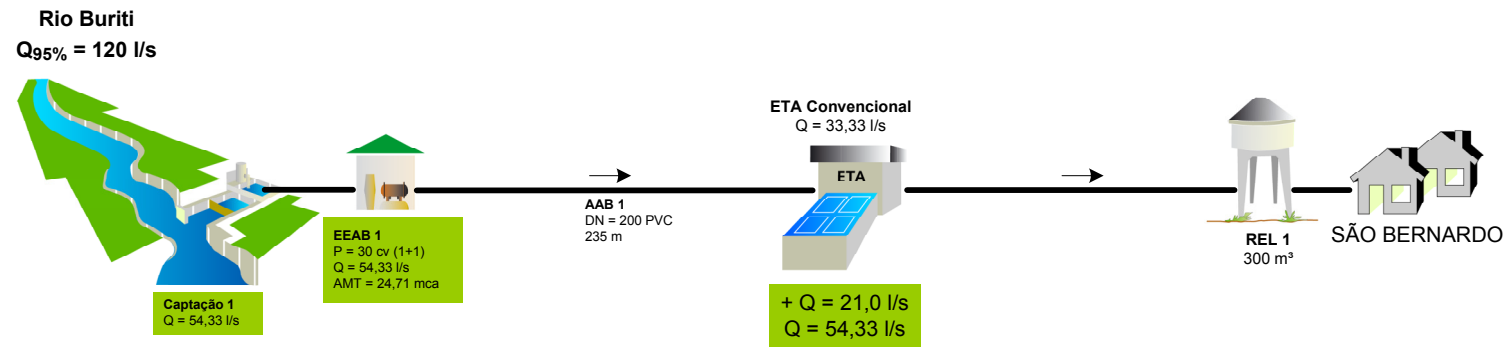 Rio Buriti
Q95% = 120 l/s
ETA Convencional
Q = 33,33 l/s
ETA
EEAB 1
P = 30 cv (1+1)
Q = 54,33 l/s
AMT = 24,71 mca
AAB 1
DN = 200 PVC
235 m
REL 1
300 m³
SÃO BERNARDO
Captação 1
Q = 54,33 l/s
+ Q = 21,0 l/s
Q = 54,33 l/s